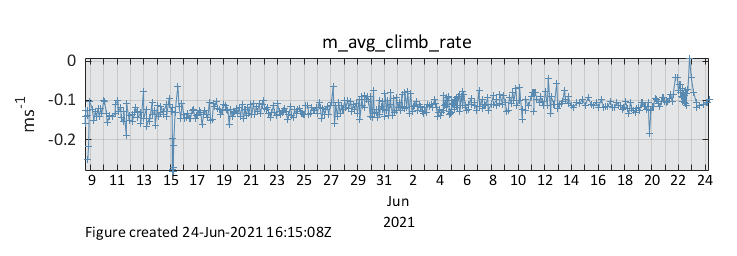 m_avg_climb_rate
0
-0.1
-0.2
ms-1
9 11 13 15 17 19 21 23 25 27 29 31 2 4 6 8 10 12 14 16 18 20 22 24
Jun
2021
Figure created 24-Jun-2021 16:15:08Z